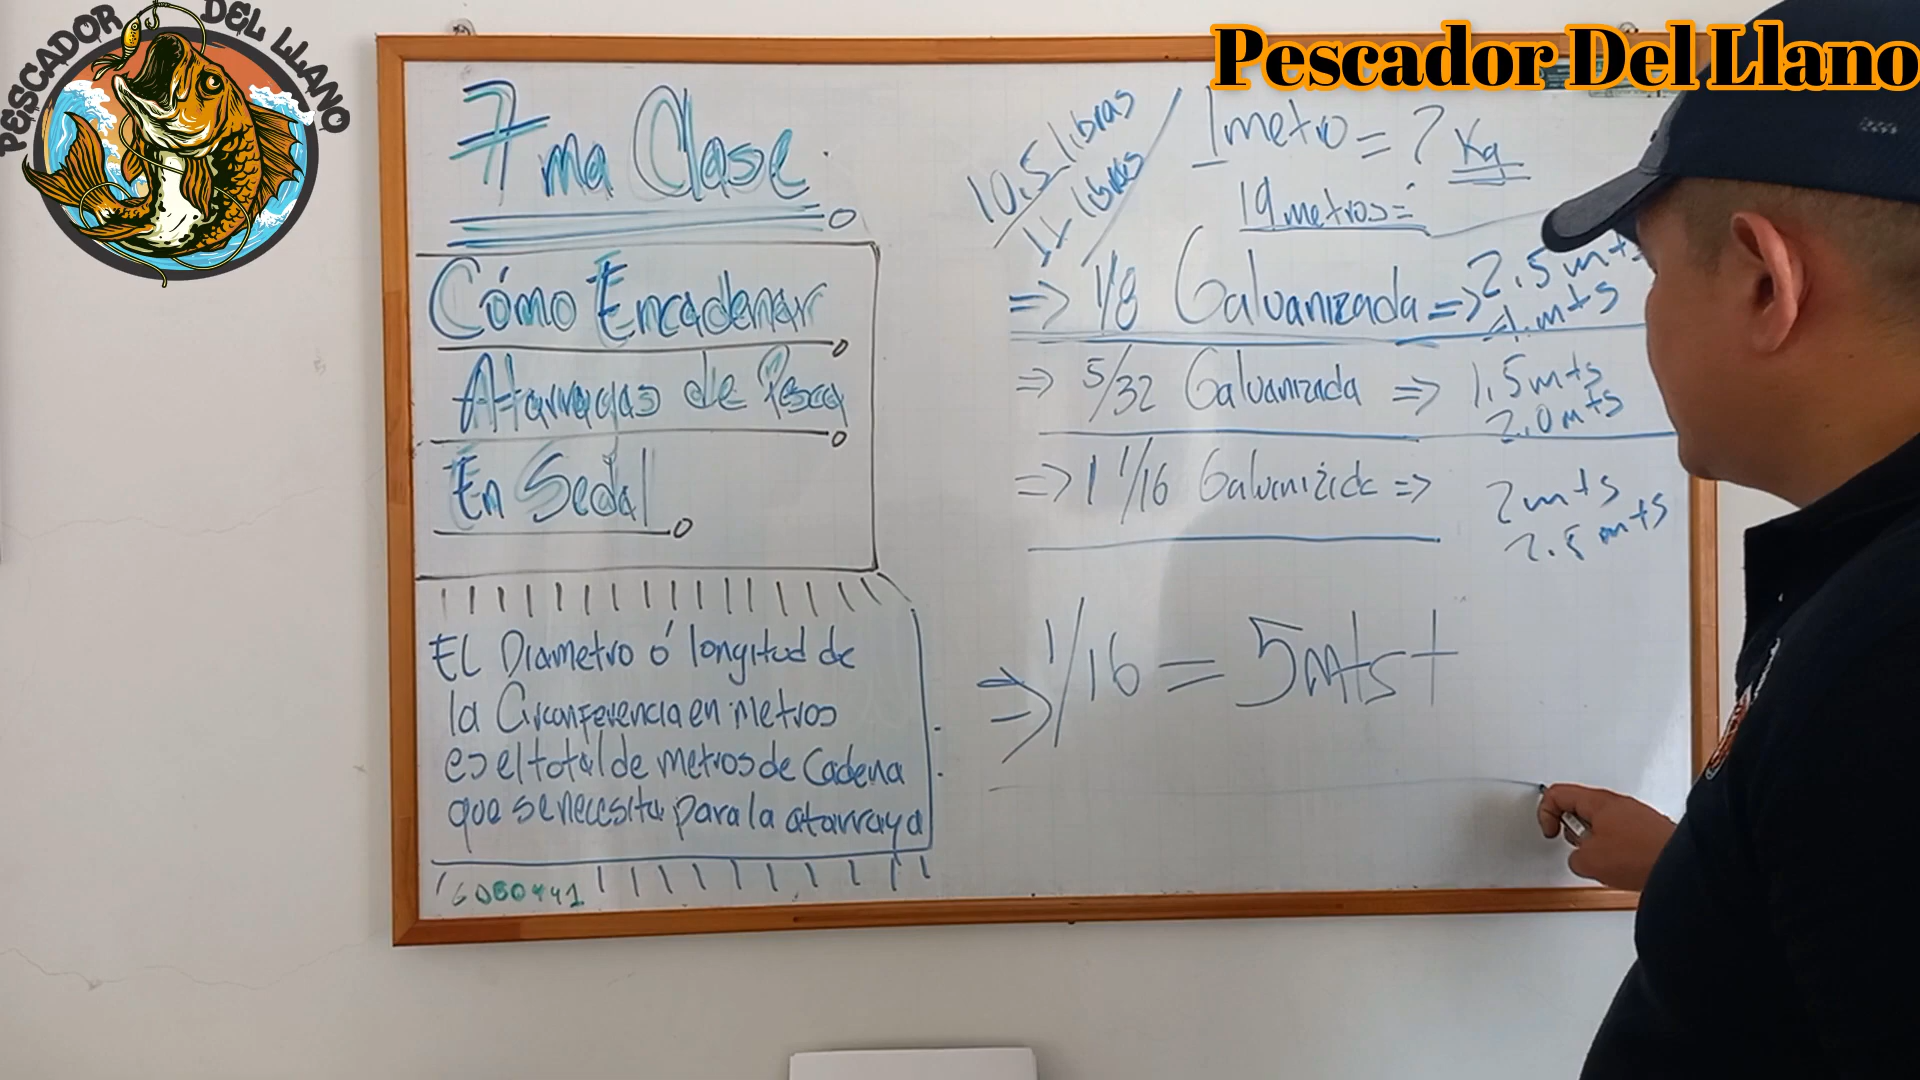 PESCADOR DEL LLANO
Pescador Del Llano
7ma Clase.
Cómo Encadenar
Atarrayas de Pesca
En Sedal
El Diametro ó longitud de
la Circunferencia en metros
es el total de metros de Cadena
que se necesita para la atarraya
10.5 libras
11 libras
1 metro = ? Kg
19 metros =
=> 1/8 Galvanizada => 2.5 mts
mts
=> 5/32 Galvanizada => 1.5 mts
2.0 mts
=> 1 1/16 Galvanizada => 2 mts
2.5 mts
=> 1/16 = 5 mts +